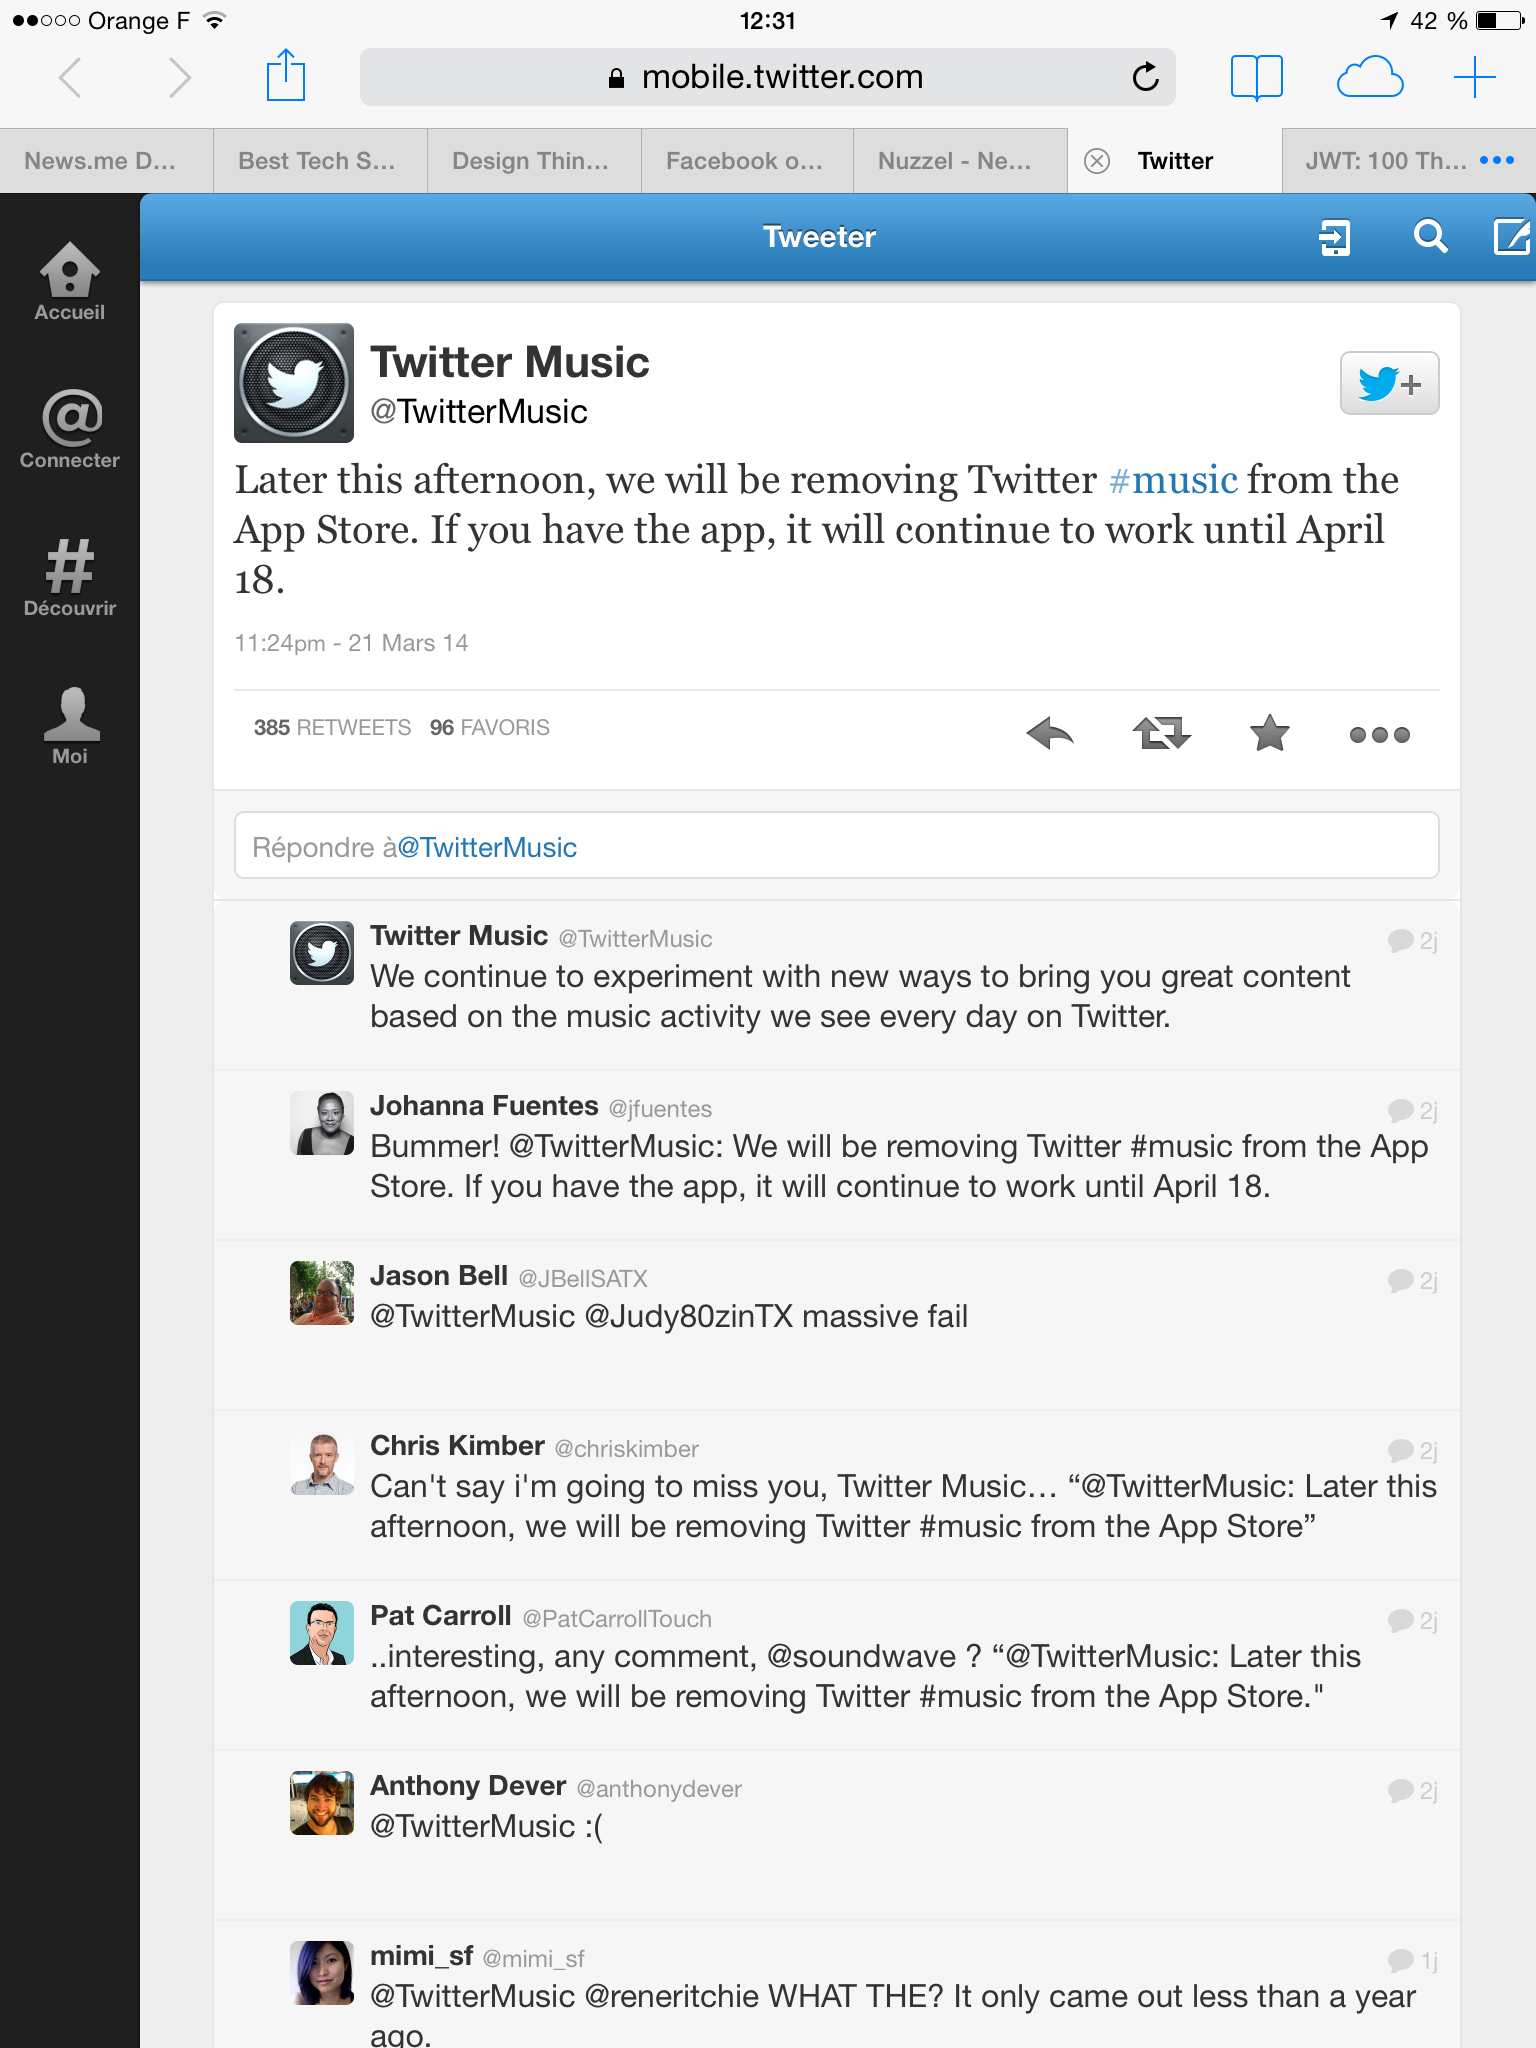 Orange F 12:31 42 %
mobile.twitter.com
News.me D... Best Tech S... Design Thin... Facebook o... Nuzzel - Ne... Twitter JWT: 100 Th...
Tweeter
Accueil
Connecter
Découvrir
Moi
Twitter Music
@TwitterMusic
Later this afternoon, we will be removing Twitter #music from the
App Store. If you have the app, it will continue to work until April
18.
11:24pm - 21 Mars 14
385 RETWEETS 96 FAVORIS
Répondre à@TwitterMusic
Twitter Music @TwitterMusic 2j
We continue to experiment with new ways to bring you great content
based on the music activity we see every day on Twitter.
Johanna Fuentes @jfuentes 2j
Bummer! @TwitterMusic: We will be removing Twitter #music from the App
Store. If you have the app, it will continue to work until April 18.
Jason Bell @JBellSATX 2j
@TwitterMusic @Judy80zinTX massive fail
Chris Kimber @chriskimber 2j
Can't say i'm going to miss you, Twitter Music... “@TwitterMusic: Later this
afternoon, we will be removing Twitter #music from the App Store”
Pat Carroll @PatCarrollTouch 2j
..interesting, any comment, @soundwave ? “@TwitterMusic: Later this
afternoon, we will be removing Twitter #music from the App Store."
Anthony Dever @anthonydever 2j
@TwitterMusic :(
mimi_sf @mimi_sf 1j
@TwitterMusic @reneritchie WHAT THE? It only came out less than a year
ago.